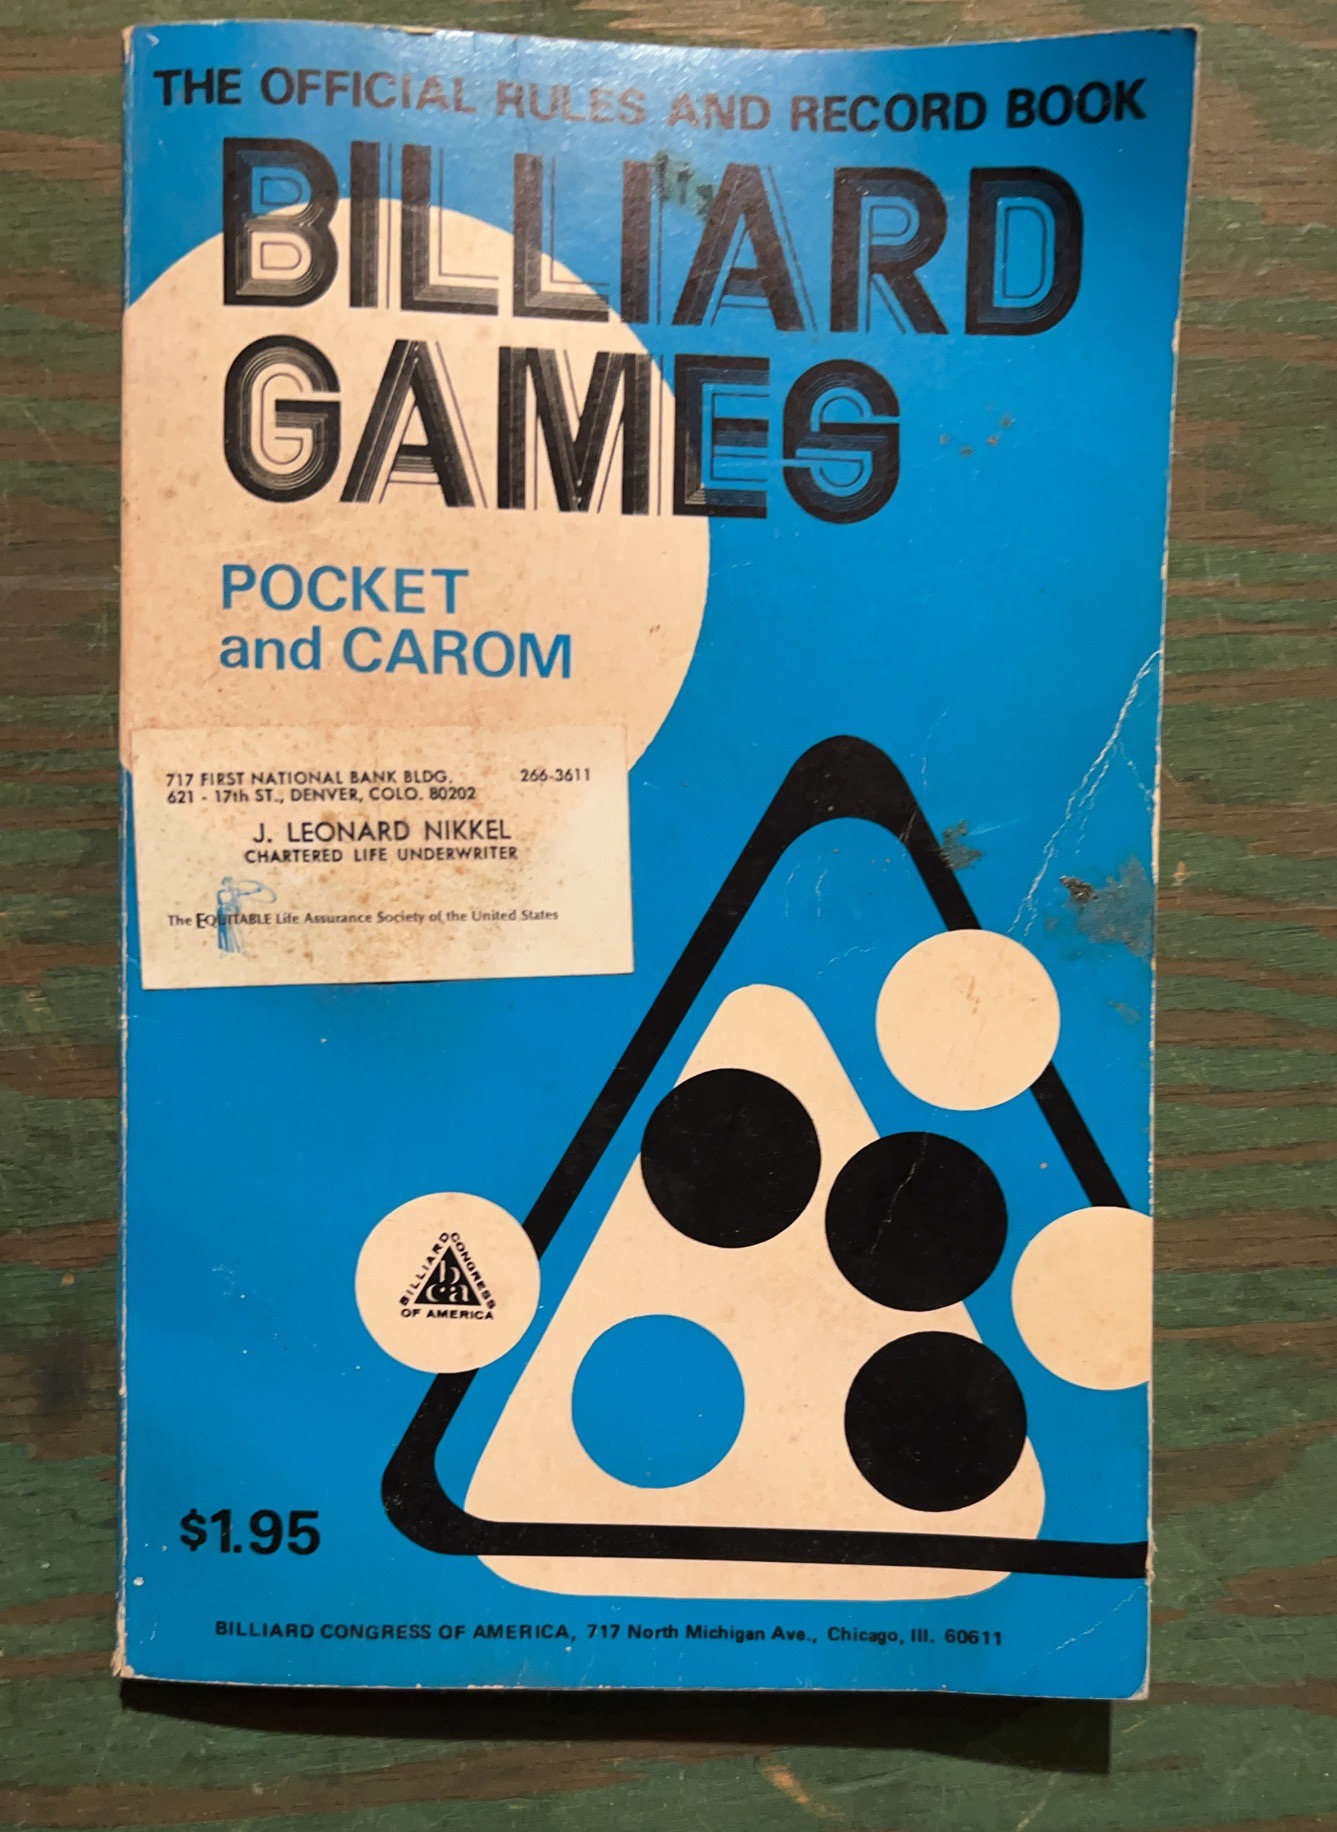 THE OFFICIAL RULES AND RECORD BOOK
BILLIARD
GAMES
POCKET
and CAROM
717 FIRST NATIONAL BANK BLDG. 266-3611
621 - 17th ST., DENVER, COLO. 80202
J. LEONARD NIKKEL
CHARTERED LIFE UNDERWRITER
The EQUITABLE Life Assurance Society of the United States
BILLIARD CONGRESS
bca
OF AMERICA
$1.95
BILLIARD CONGRESS OF AMERICA, 717 North Michigan Ave., Chicago, Ill. 60611